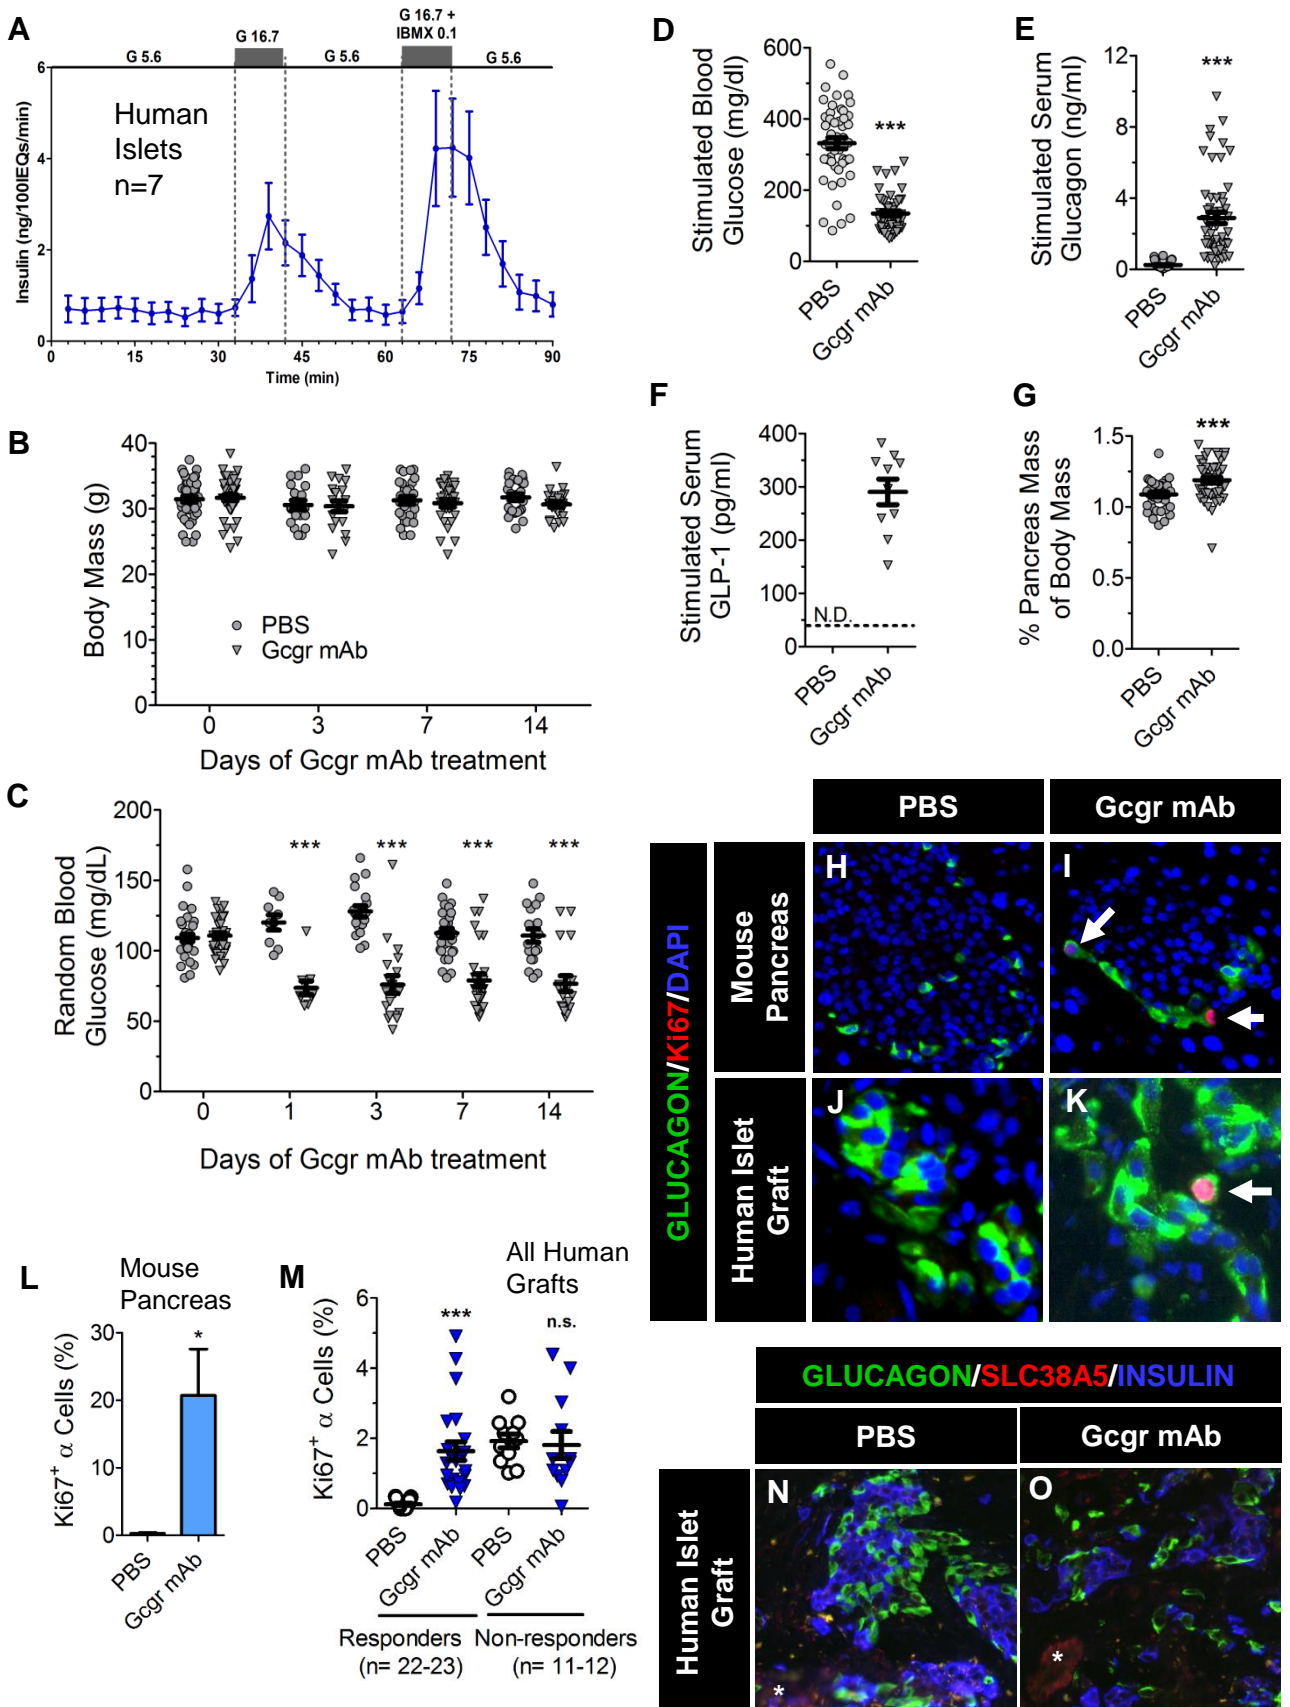 A
G 5.6
G 16.7
G 5.6
G 16.7 +
IBMX 0.1
G 5.6
Insulin (ng/100IEQs/min)
6
4
2
0
Human
Islets
n=7
0 15 30 45 60 75 90
Time (min)
B
Body Mass (g)
40
30
20
10
0
PBS
Gcgr mAb
0 3 7 14
Days of Gcgr mAb treatment
C
Random Blood
Glucose (mg/dL)
200
150
100
50
0
*** *** *** ***
0 1 3 7 14
Days of Gcgr mAb treatment
D
Stimulated Blood
Glucose (mg/dl)
600
400
200
0
***
PBS
Gcgr mAb
E
Stimulated Serum
Glucagon (ng/ml)
12
8
4
0
***
PBS
Gcgr mAb
F
Stimulated Serum
GLP-1 (pg/ml)
400
300
200
100
0
N.D.
PBS
Gcgr mAb
G
% Pancreas Mass
of Body Mass
1.5
1.0
0.5
0.0
***
PBS
Gcgr mAb
PBS
Gcgr mAb
GLUCAGON/Ki67/DAPI
Mouse
Pancreas
H
I
Human Islet
Graft
J
K
L
Mouse
Pancreas
Ki67+ α Cells (%)
30
20
10
0
*
PBS
Gcgr mAb
M
All Human
Grafts
Ki67+ α Cells (%)
6
4
2
0
***
n.s.
PBS
Gcgr mAb
PBS
Gcgr mAb
Responders
(n= 22-23)
Non-responders
(n= 11-12)
GLUCAGON/SLC38A5/INSULIN
PBS
Gcgr mAb
Human Islet
Graft
N
*
O
*